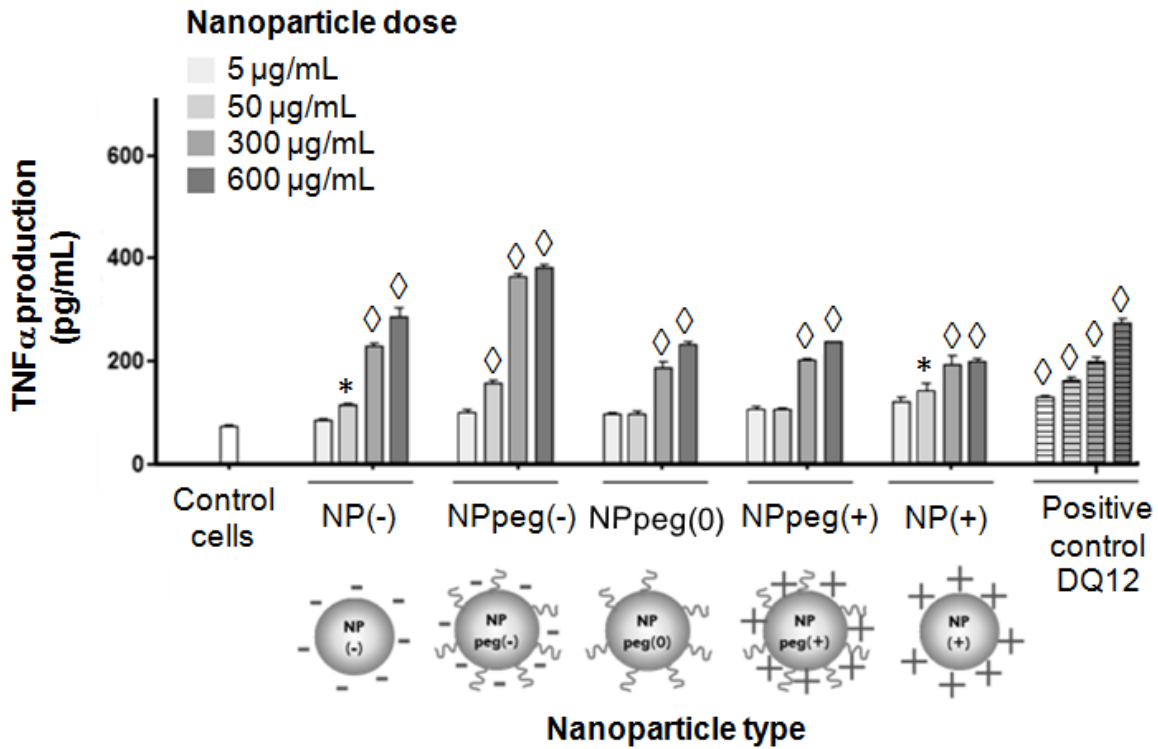 Nanoparticle dose
5 µg/mL
50 µg/mL
300 µg/mL
600 µg/mL
TNFα production
(pg/mL)
600
400
200
0
* 
*
Control
cells
NP(-)
NPpeg(-)
NPpeg(0)
NPpeg(+)
NP(+)
Positive
control
DQ12
NP
(-)
NP
peg(-)
NP
peg(0)
NP
peg(+)
NP
(+)
Nanoparticle type